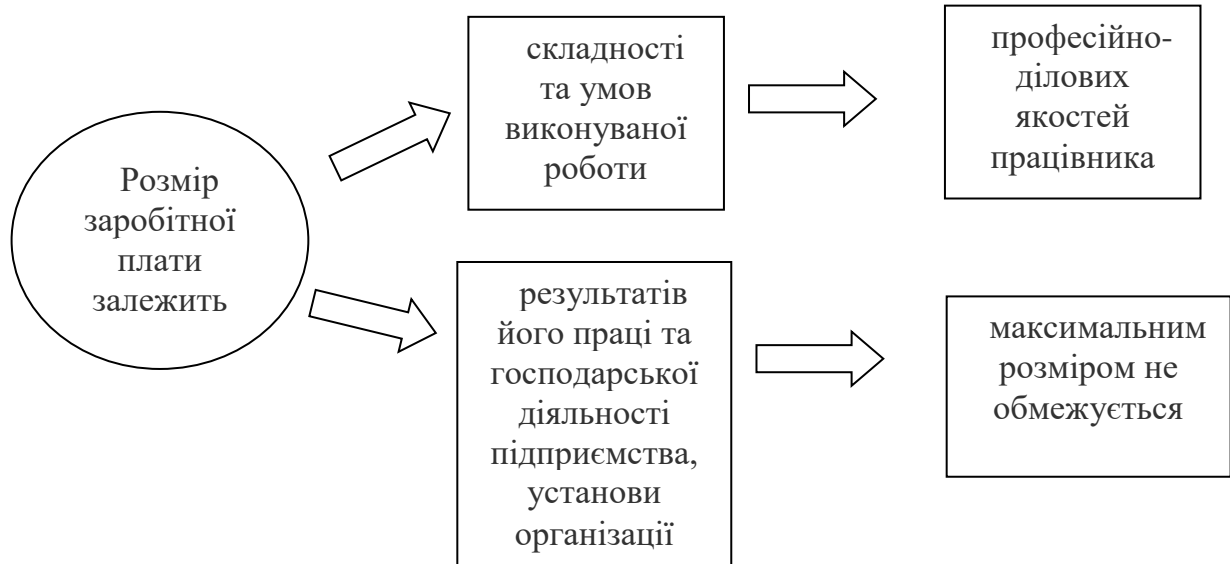 Розмір
заробітної
плати
залежить
складності
та умов
виконуваної
роботи
професійно-
ділових
якостей
працівника
результатів
його праці та
господарської
діяльності
підприємства,
установи
організації
максимальним
розміром не
обмежується